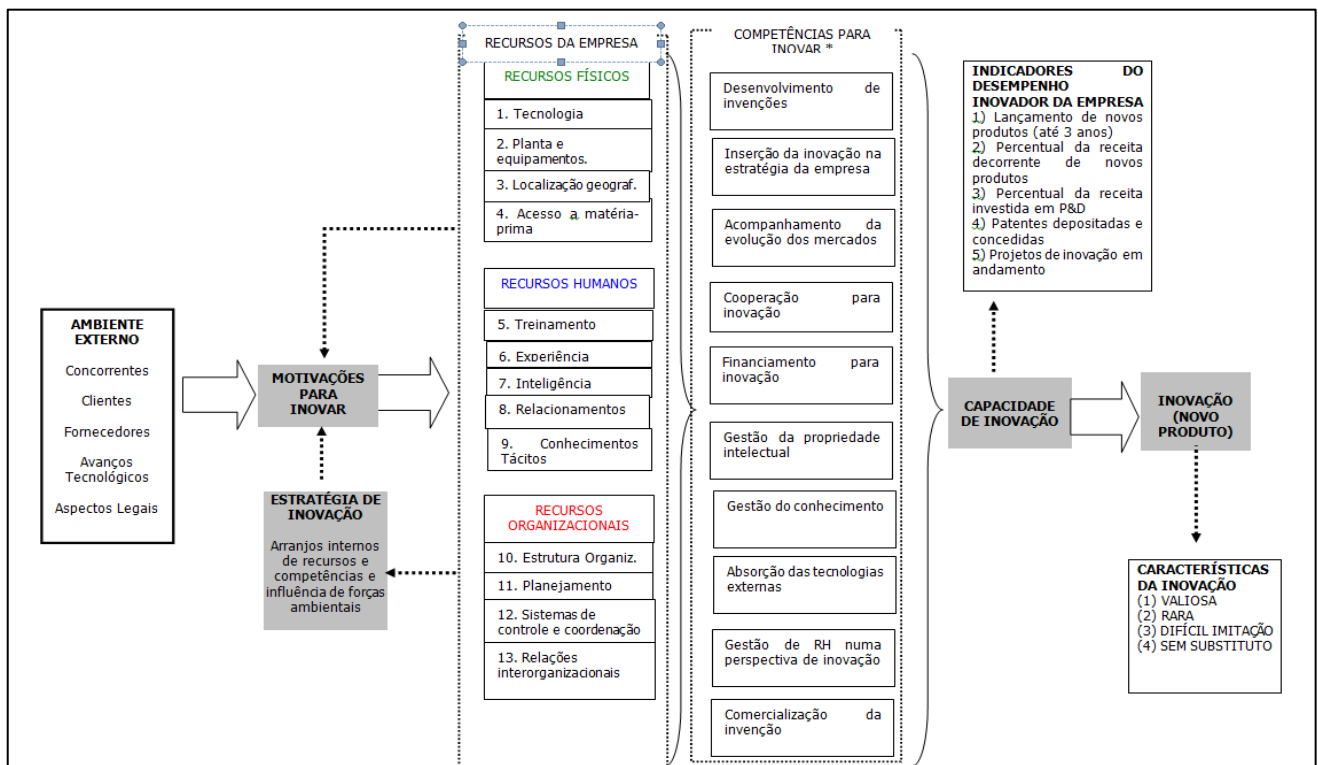 AMBIENTE
EXTERNO
Concorrentes
Clientes
Fornecedores
Avanços
Tecnológicos
Aspectos Legais
MOTIVAÇÕES
PARA
INOVAR
ESTRATÉGIA DE
INOVAÇÃO
Arranjos internos
de recursos e
competências e
influência de forças
ambientais
RECURSOS DA EMPRESA
RECURSOS FÍSICOS
1. Tecnologia
2. Planta e
equipamentos.
3. Localização geograf.
4. Acesso a matéria-
prima
RECURSOS HUMANOS
5. Treinamento
6. Experiência
7. Inteligência
8. Relacionamentos
9. Conhecimentos
Tácitos
RECURSOS
ORGANIZACIONAIS
10. Estrutura Organiz.
11. Planejamento
12. Sistemas de
controle e coordenação
13. Relações
interorganizacionais
COMPETÊNCIAS PARA
INOVAR *
Desenvolvimento de
invenções
Inserção da inovação na
estratégia da empresa
Acompanhamento da
evolução dos mercados
Cooperação para
inovação
Financiamento para
inovação
Gestão da propriedade
intelectual
Gestão do conhecimento
Absorção das tecnologias
externas
Gestão de RH numa
perspectiva de inovação
Comercialização da
invenção
CAPACIDADE
DE INOVAÇÃO
INDICADORES DO
DESEMPENHO
INOVADOR DA EMPRESA
1) Lançamento de novos
produtos (até 3 anos)
2) Percentual da receita
decorrente de novos
produtos
3) Percentual da receita
investida em P&D
4) Patentes depositadas e
concedidas
5) Projetos de inovação em
andamento
INOVAÇÃO
(NOVO
PRODUTO)
CARACTERÍSTICAS
DA INOVAÇÃO
(1) VALIOSA
(2) RARA
(3) DIFÍCIL IMITAÇÃO
(4) SEM SUBSTITUTO